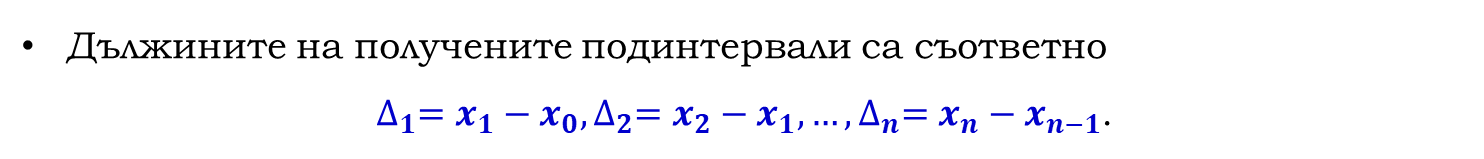 • Дължините на получените подинтервали са съответно
Δ₁= x₁ − x₀, Δ₂= x₂ − x₁, … , Δₙ= xₙ − xₙ₋₁.